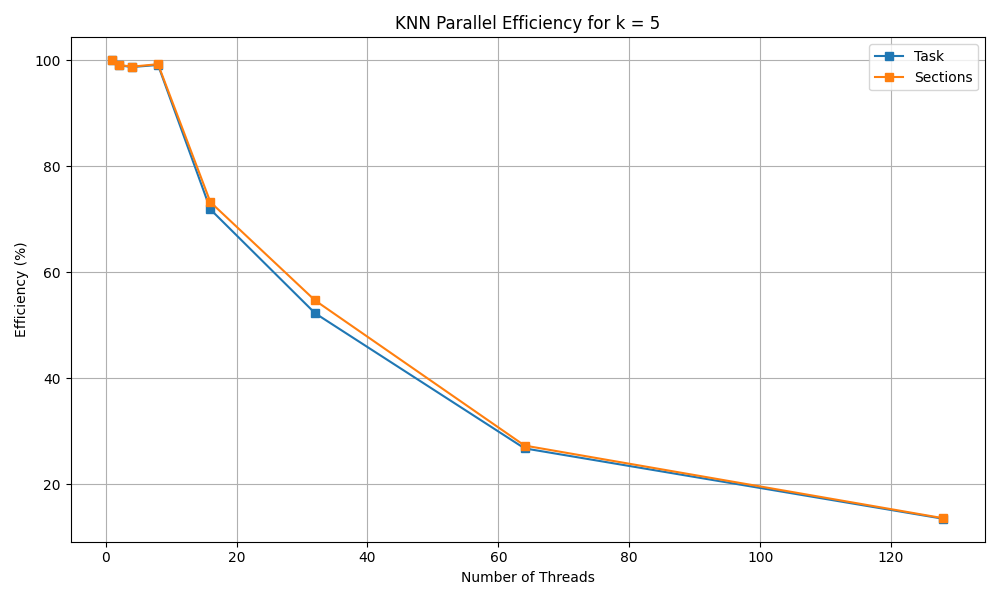 KNN Parallel Efficiency for k = 5
Task
Sections
Efficiency (%)
100
80
60
40
20
0 20 40 60 80 100 120
Number of Threads